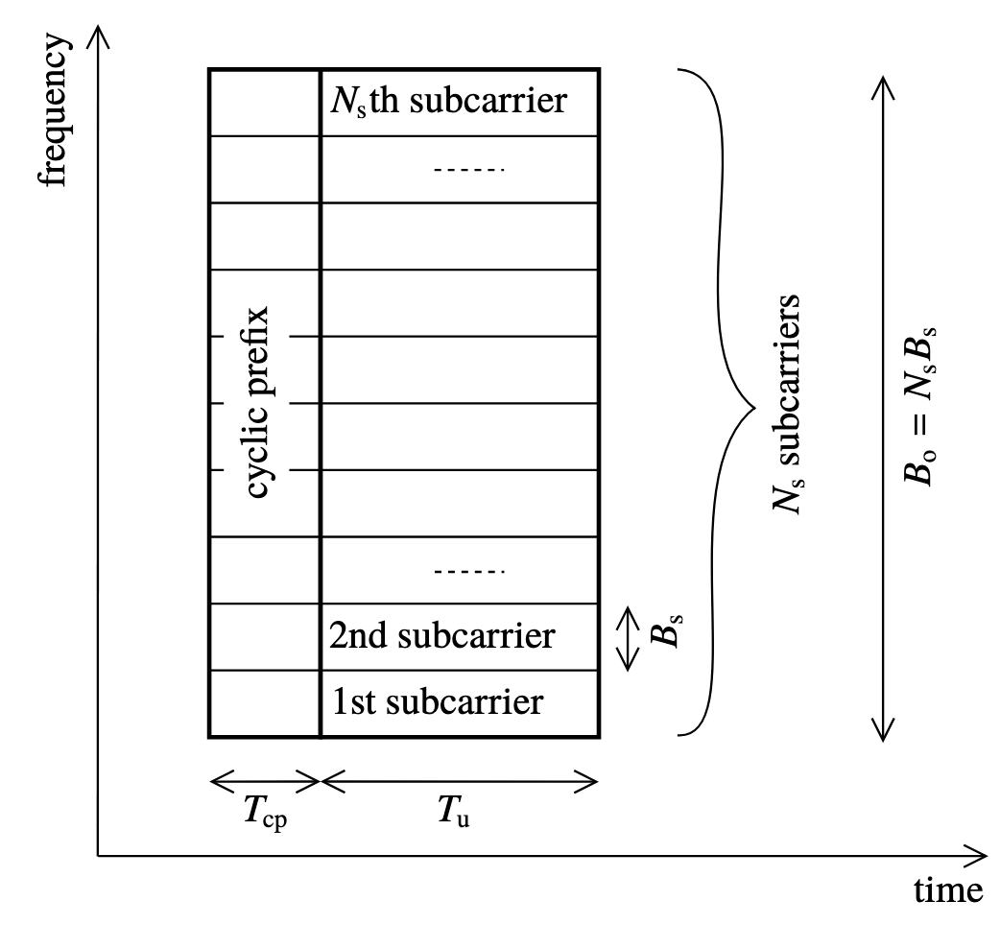 frequency
Nsth subcarrier
------
cyclic prefix
------
2nd subcarrier
1st subcarrier
Bs
Ns subcarriers
Bo = NsBs
Tcp
Tu
time